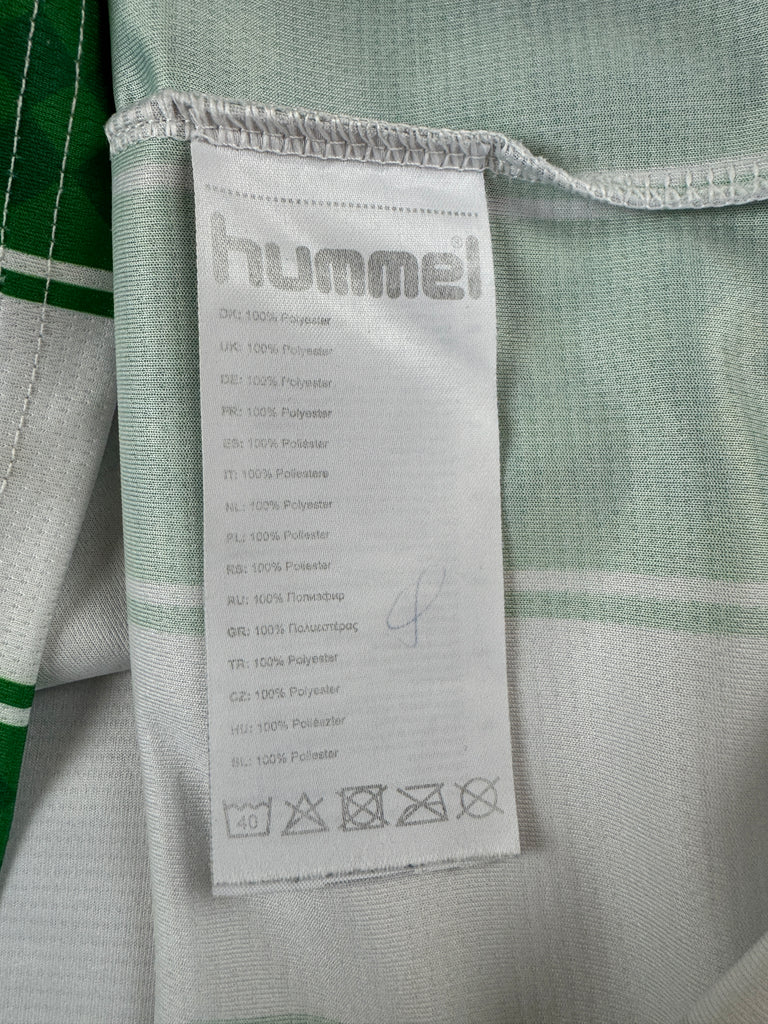 hummel®
DK: 100% Polyester
UK: 100% Polyester
DE: 100% Polyester
FR: 100% Polyester
ES: 100% Poliéster
IT: 100% Poliestere
NL: 100% Polyester
PL: 100% Poliester
RS: 100% Poliester
RU: 100% Полиэфир
GR: 100% Πολυεστέρας
TR: 100% Polyester
CZ: 100% Polyester
HU: 100% Poliészter
SL: 100% Poliester
40